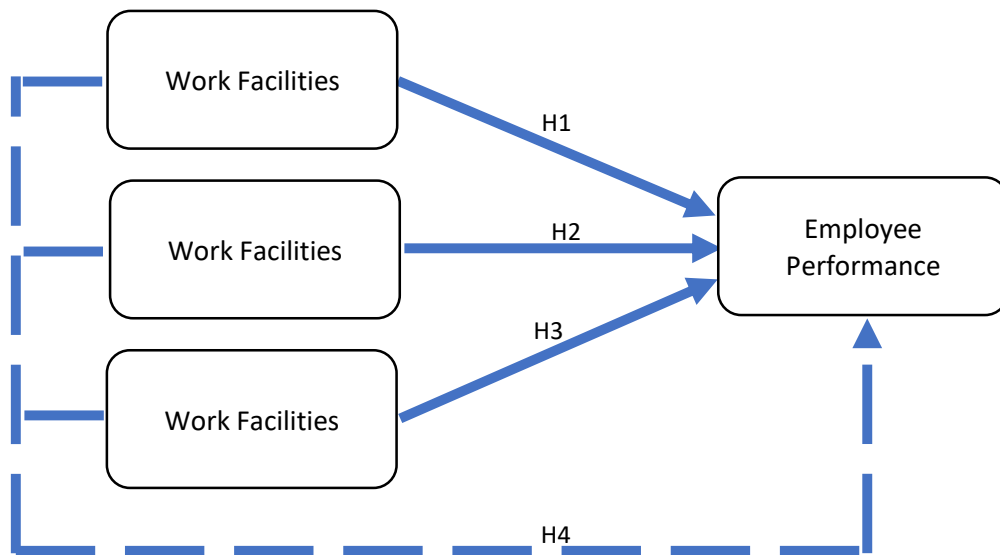 Work Facilities
H1
Work Facilities
H2
Employee
Performance
H3
Work Facilities
H4